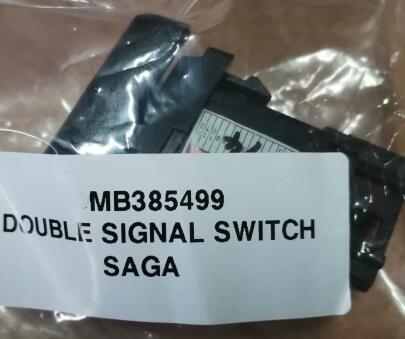 MB385499
DOUBLE SIGNAL SWITCH
SAGA